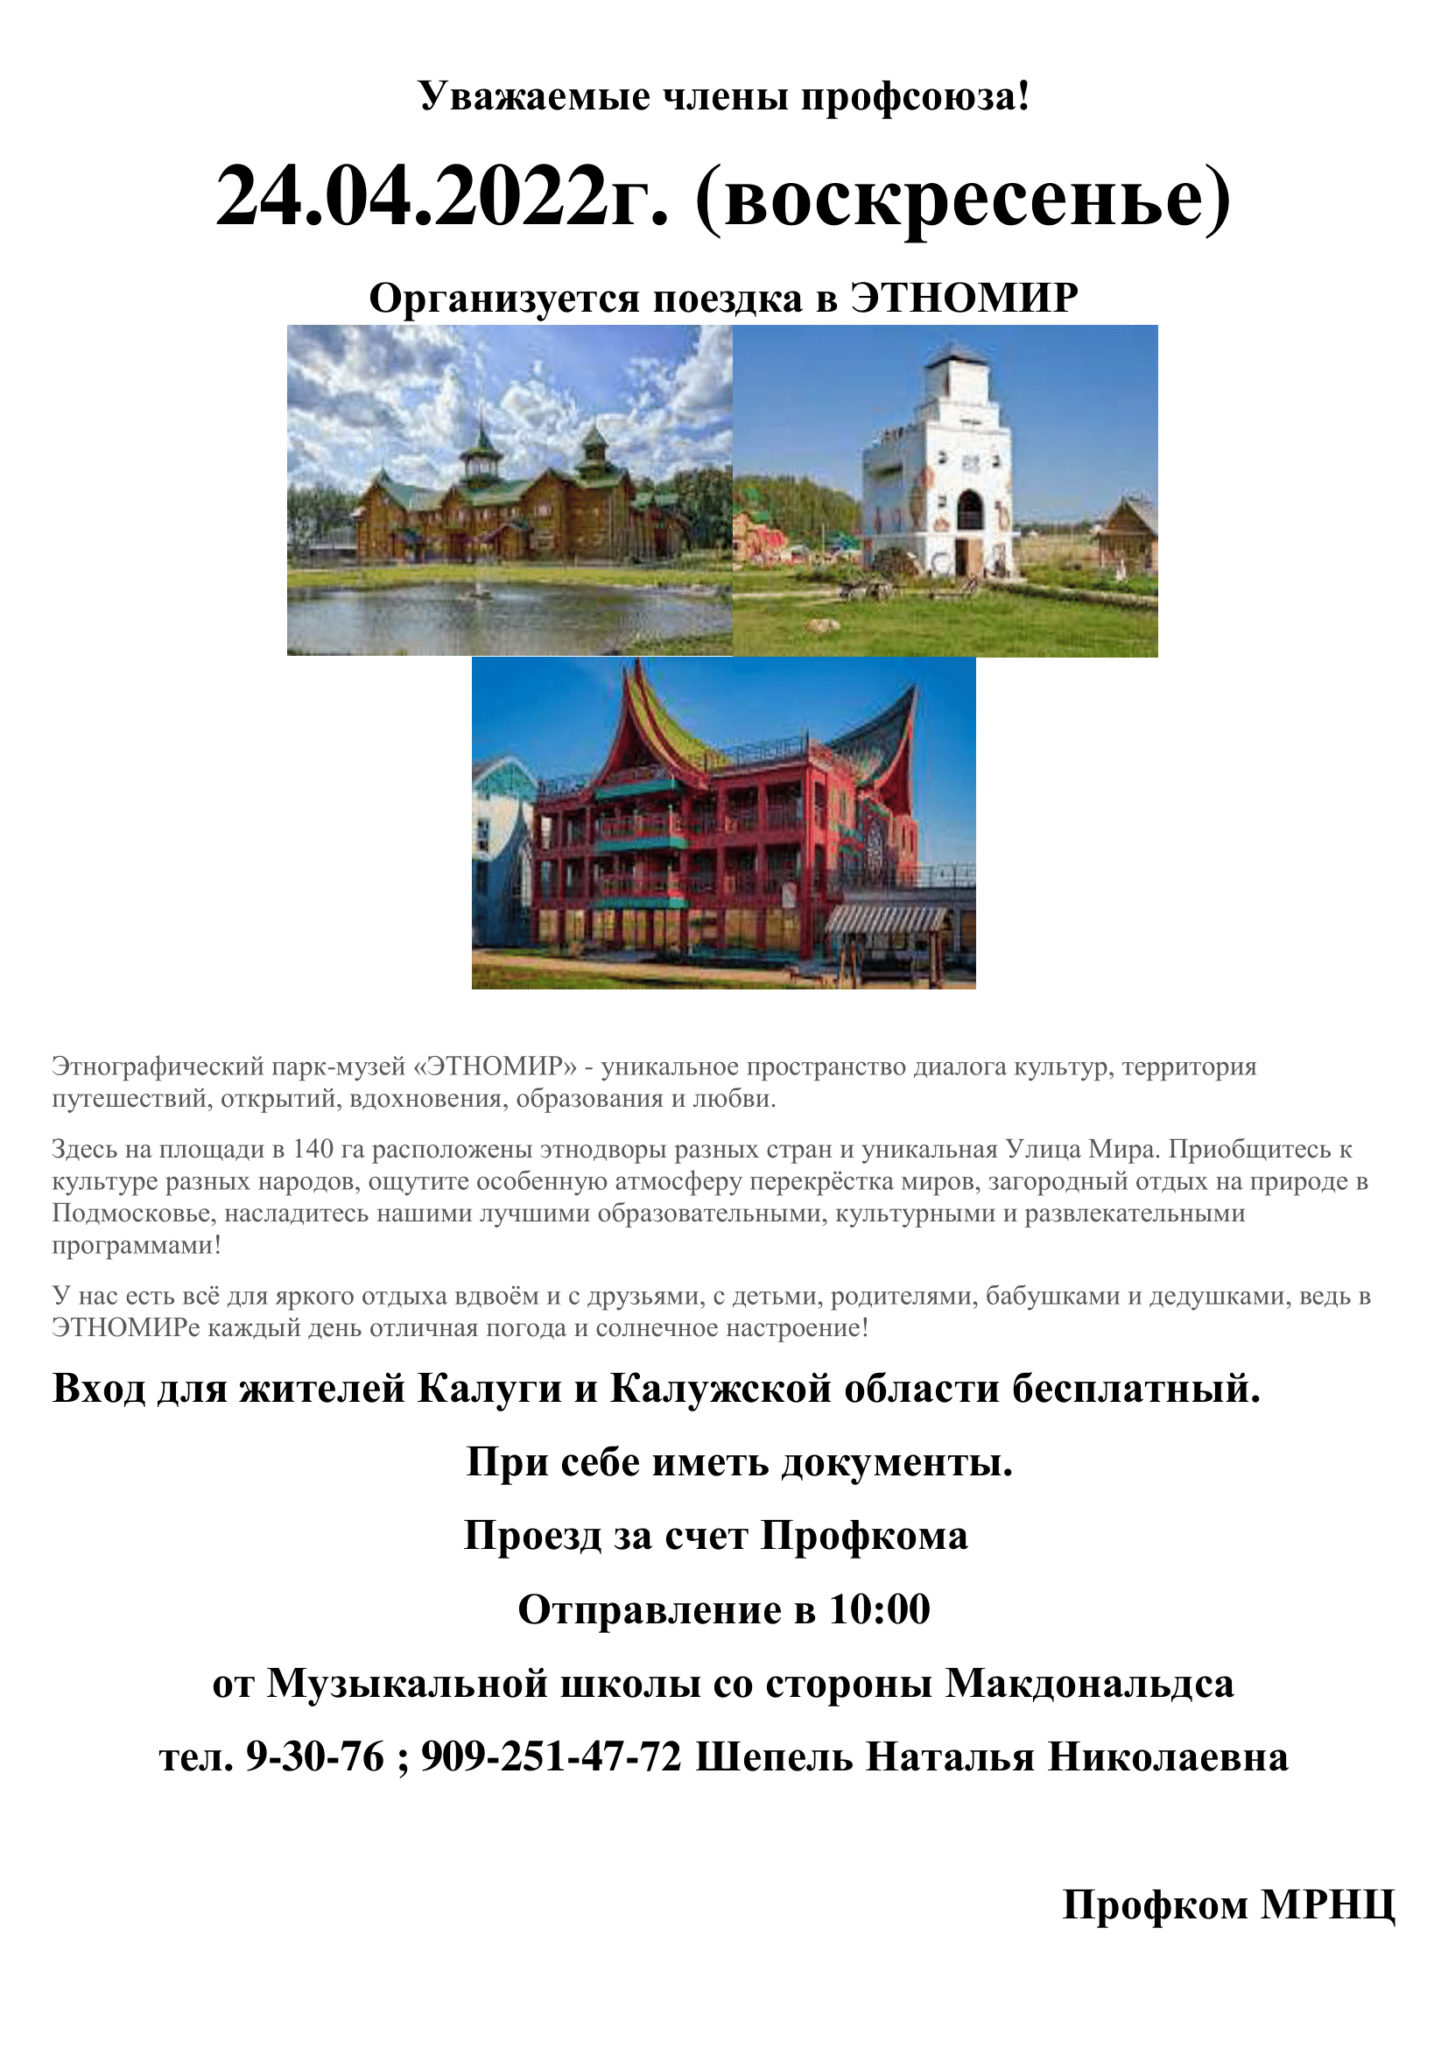 Уважаемые члены профсоюза!
24.04.2022г. (воскресенье)
Организуется поездка в ЭТНОМИР
Этнографический парк-музей «ЭТНОМИР» - уникальное пространство диалога культур, территория
путешествий, открытий, вдохновения, образования и любви.
Здесь на площади в 140 га расположены этнодворы разных стран и уникальная Улица Мира. Приобщитесь к
культуре разных народов, ощутите особенную атмосферу перекрёстка миров, загородный отдых на природе в
Подмосковье, насладитесь нашими лучшими образовательными, культурными и развлекательными
программами!
У нас есть всё для яркого отдыха вдвоём и с друзьями, с детьми, родителями, бабушками и дедушками, ведь в
ЭТНОМИРе каждый день отличная погода и солнечное настроение!
Вход для жителей Калуги и Калужской области бесплатный.
При себе иметь документы.
Проезд за счет Профкома
Отправление в 10:00
от Музыкальной школы со стороны Макдональдса
тел. 9-30-76 ; 909-251-47-72 Шепель Наталья Николаевна
Профком МРНЦ